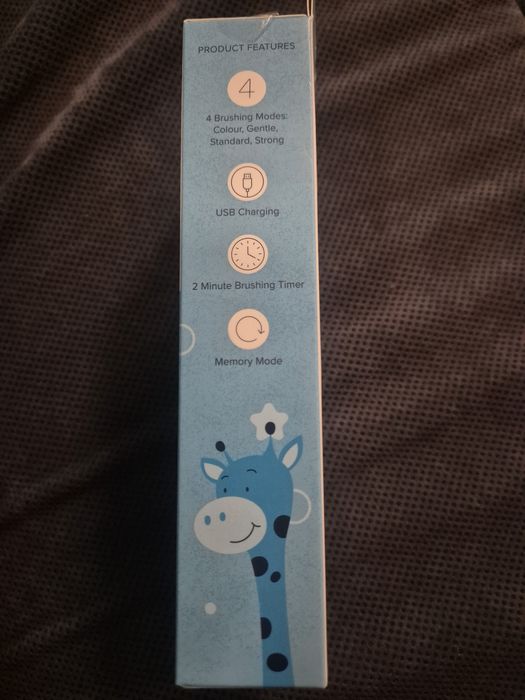 PRODUCT FEATURES
4
4 Brushing Modes:
Colour, Gentle,
Standard, Strong
USB Charging
2 Minute Brushing Timer
Memory Mode